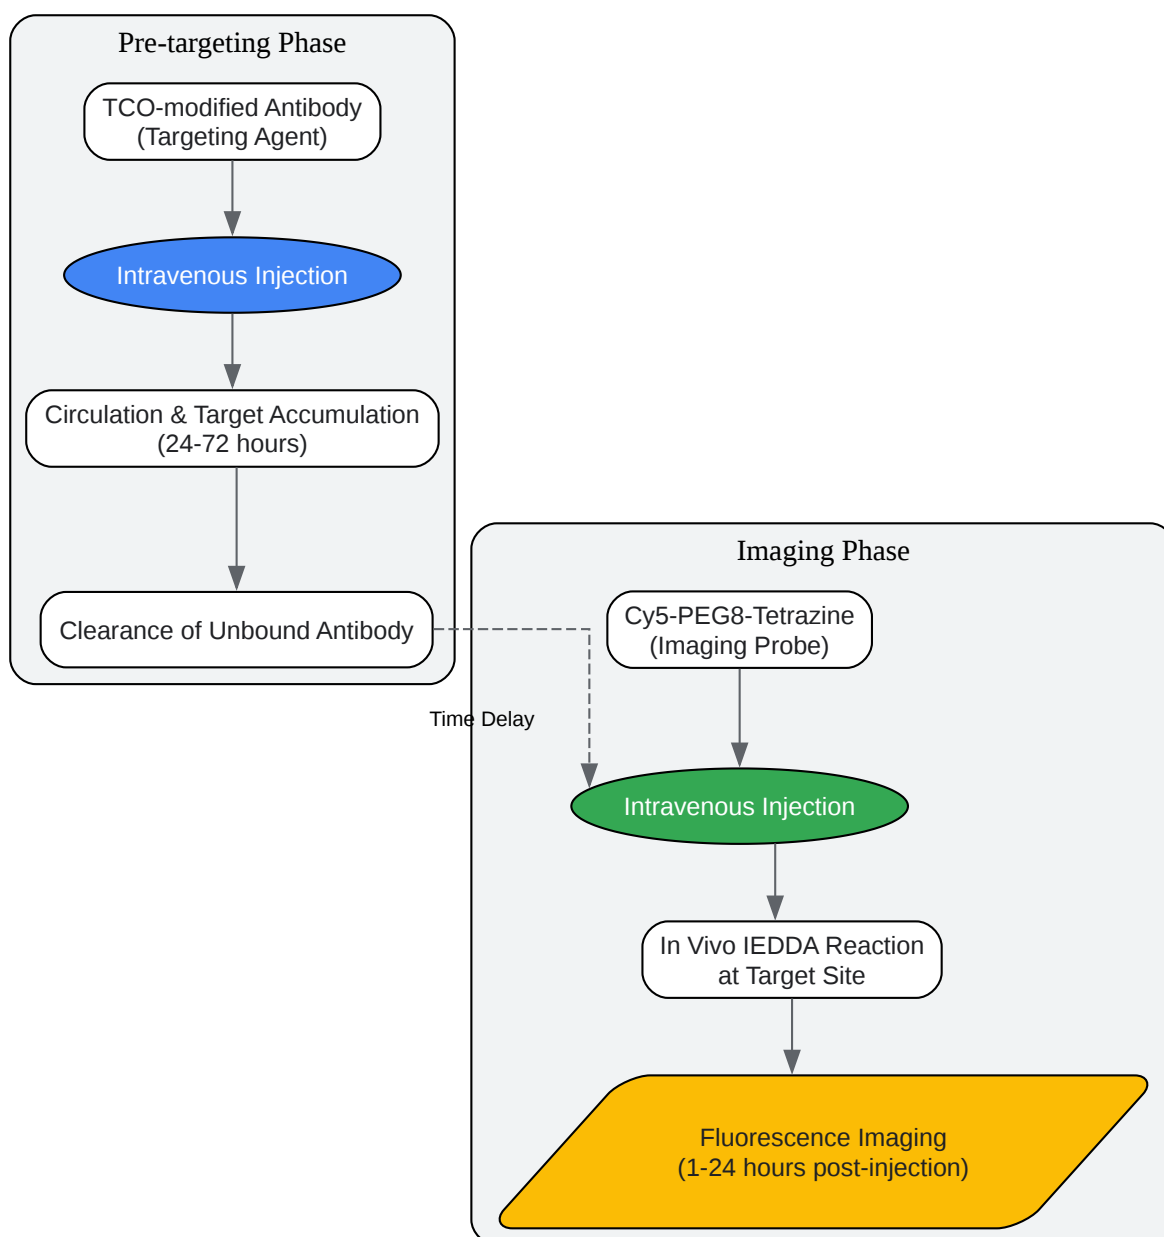 Pre-targeting Phase
TCO-modified Antibody
(Targeting Agent)
Intravenous Injection
Circulation & Target Accumulation
(24-72 hours)
Clearance of Unbound Antibody
Time Delay
Imaging Phase
Cy5-PEG8-Tetrazine
(Imaging Probe)
Intravenous Injection
In Vivo IEDDA Reaction
at Target Site
Fluorescence Imaging
(1-24 hours post-injection)